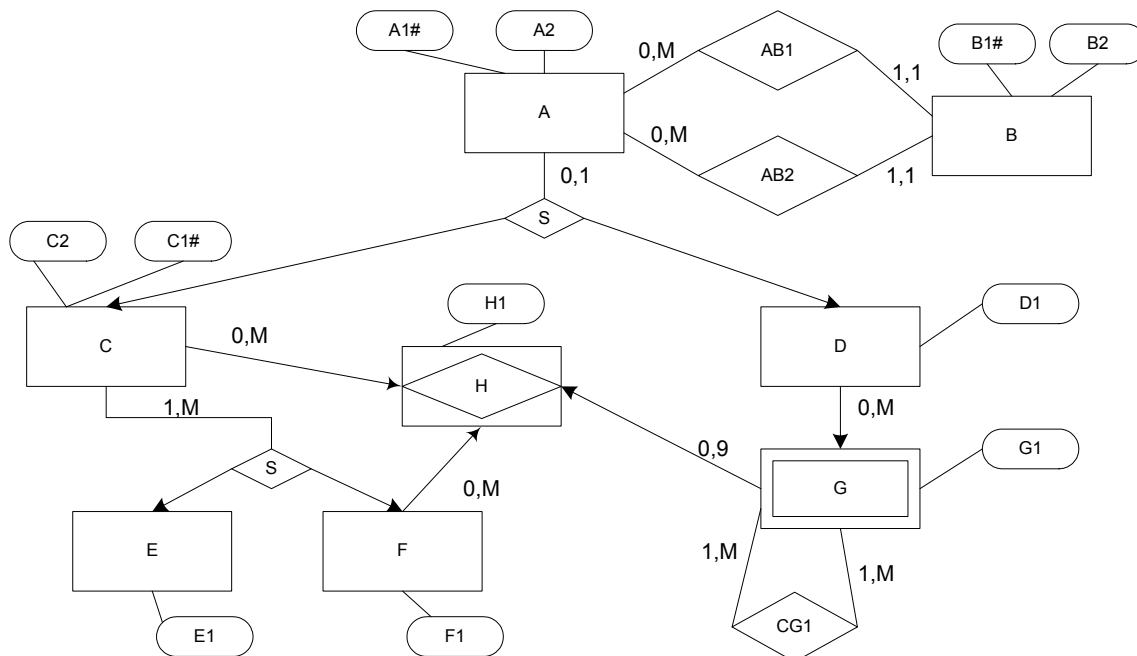 A1#
A2
B1#
B2
0,M
AB1
1,1
A
B
0,M
0,1
AB2
1,1
S
C2
C1#
H1
D1
0,M
C
D
H
1,M
0,M
0,9
G1
S
0,M
G
E
F
1,M
1,M
E1
F1
CG1